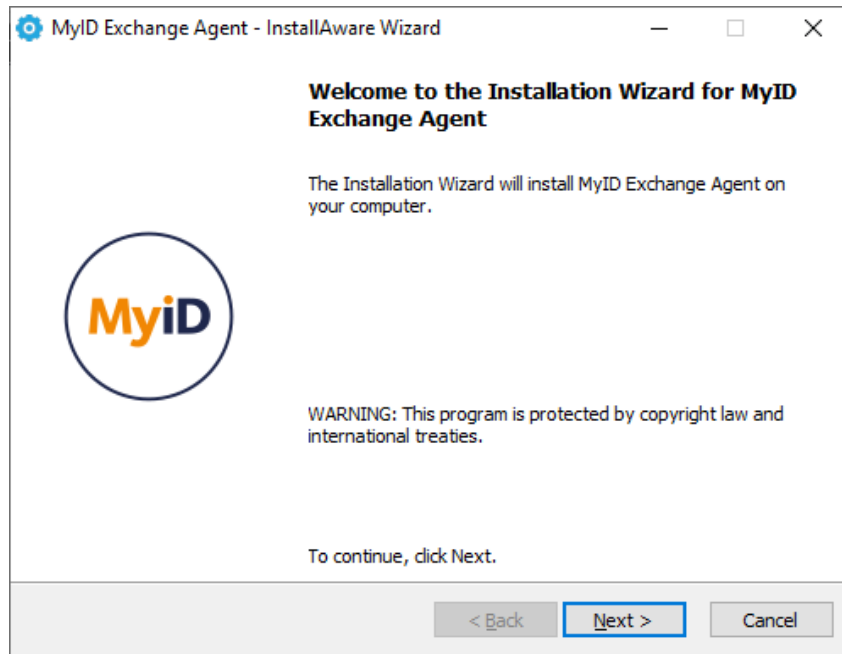 MyID Exchange Agent - InstallAware Wizard
Welcome to the Installation Wizard for MyID
Exchange Agent
The Installation Wizard will install MyID Exchange Agent on
your computer.
MyiD
WARNING: This program is protected by copyright law and
international treaties.
To continue, click Next.
< Back
Next >
Cancel